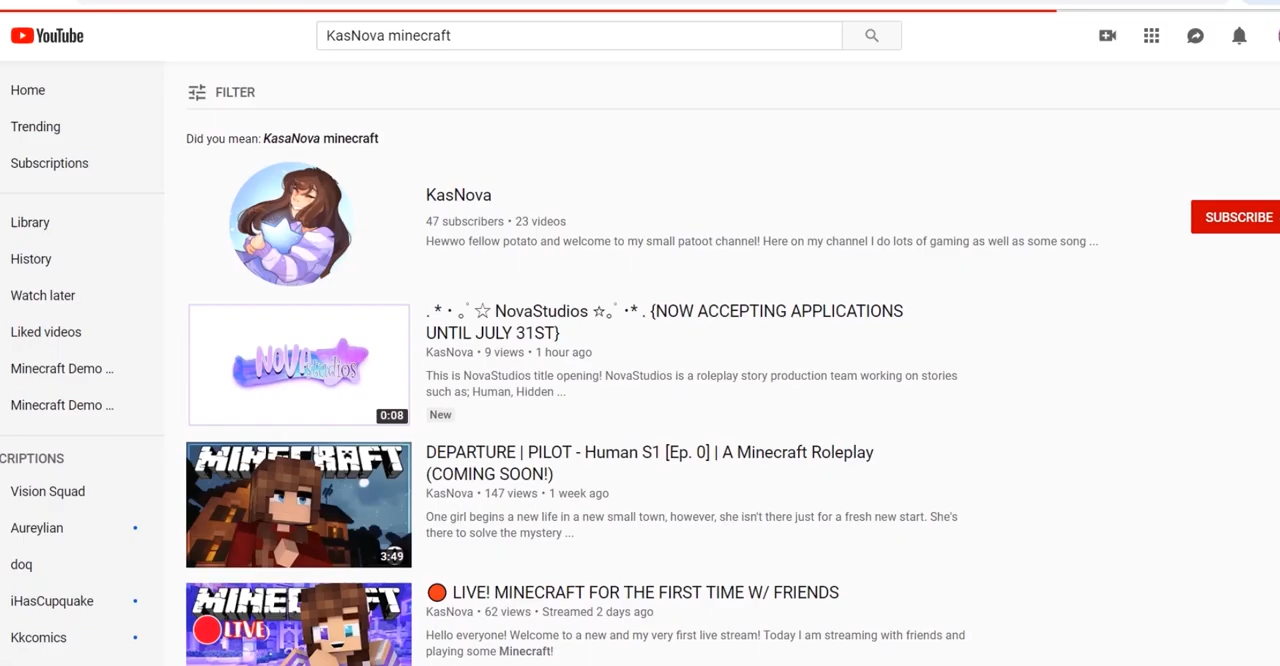 YouTube
KasNova minecraft
Home
Trending
Subscriptions
Library
History
Watch later
Liked videos
Minecraft Demo ...
Minecraft Demo ...
CRIPTIONS
Vision Squad
Aureylian
doq
iHasCupquake
Kkcomics
FILTER
Did you mean: KasaNova minecraft
KasNova
47 subscribers • 23 videos
Hewwo fellow potato and welcome to my small patoot channel! Here on my channel I do lots of gaming as well as some song ...
SUBSCRIBE
NOVA studios
0:08
. * • ｡ﾟ☆ NovaStudios ☆｡ﾟ •* . {NOW ACCEPTING APPLICATIONS
UNTIL JULY 31ST}
KasNova • 9 views • 1 hour ago
This is NovaStudios title opening! NovaStudios is a roleplay story production team working on stories
such as; Human, Hidden ...
New
MINECRAFT
3:49
DEPARTURE | PILOT - Human S1 [Ep. 0] | A Minecraft Roleplay
(COMING SOON!)
KasNova • 147 views • 1 week ago
One girl begins a new life in a new small town, however, she isn't there just for a fresh new start. She's
there to solve the mystery ...
MINECRAFT
LIVE
🔴 LIVE! MINECRAFT FOR THE FIRST TIME W/ FRIENDS
KasNova • 62 views • Streamed 2 days ago
Hello everyone! Welcome to a new and my very first live stream! Today I am streaming with friends and
playing some Minecraft!